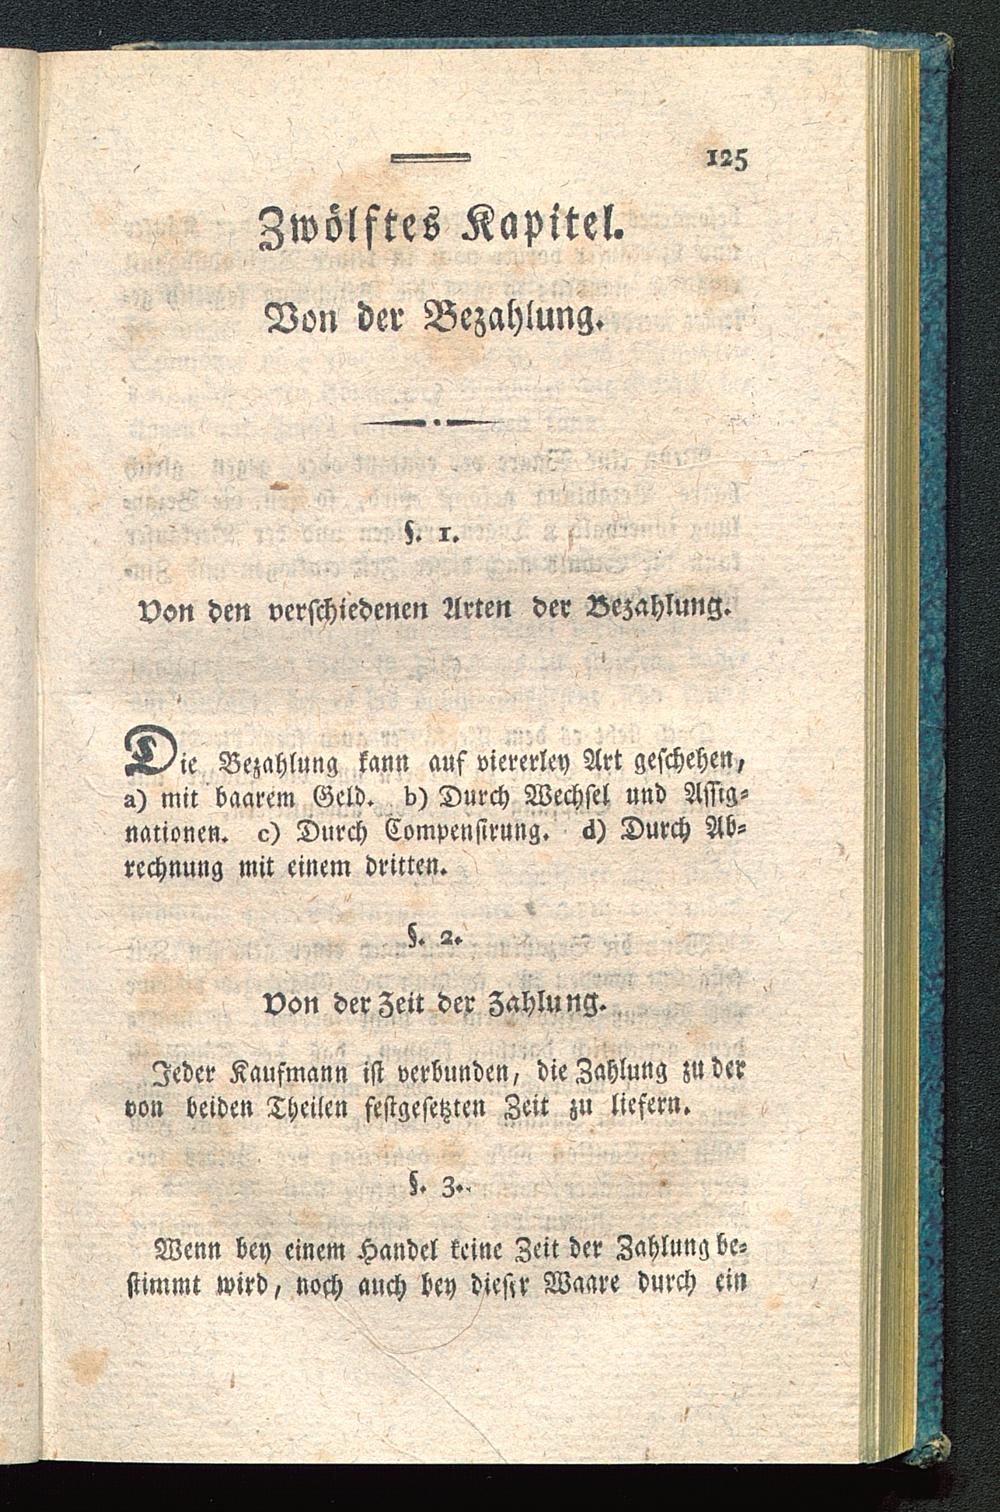 125
Zwölftes Kapitel.
Von der Bezahlung.
§. 1.
Von den verschiedenen Arten der Bezahlung.
Die Bezahlung kann auf viererley Art geschehen,
a) mit baarem Geld. b) Durch Wechsel und Assig-
nationen. c) Durch Compensirung. d) Durch Ab-
rechnung mit einem dritten.
§. 2.
Von der Zeit der Zahlung.
Jeder Kaufmann ist verbunden, die Zahlung zu der
von beiden Theilen festgesetzten Zeit zu liefern.
§. 3.
Wenn bey einem Handel keine Zeit der Zahlung be-
stimmt wird, noch auch bey dieser Waare durch ein